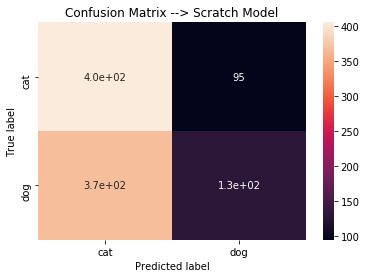 Confusion Matrix --> Scratch Model
cat
4.0e+02
95
dog
3.7e+02
1.3e+02
True label
cat
dog
Predicted label
400
350
300
250
200
150
100